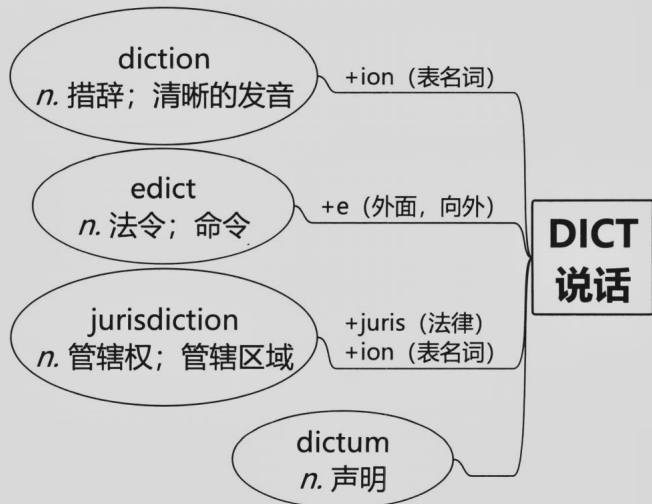 diction
n. 措辞；清晰的发音
+ion（表名词）
edict
n. 法令；命令
+e（外面，向外）
DICT
说话
jurisdiction
n. 管辖权；管辖区域
+juris（法律）
+ion（表名词）
dictum
n. 声明